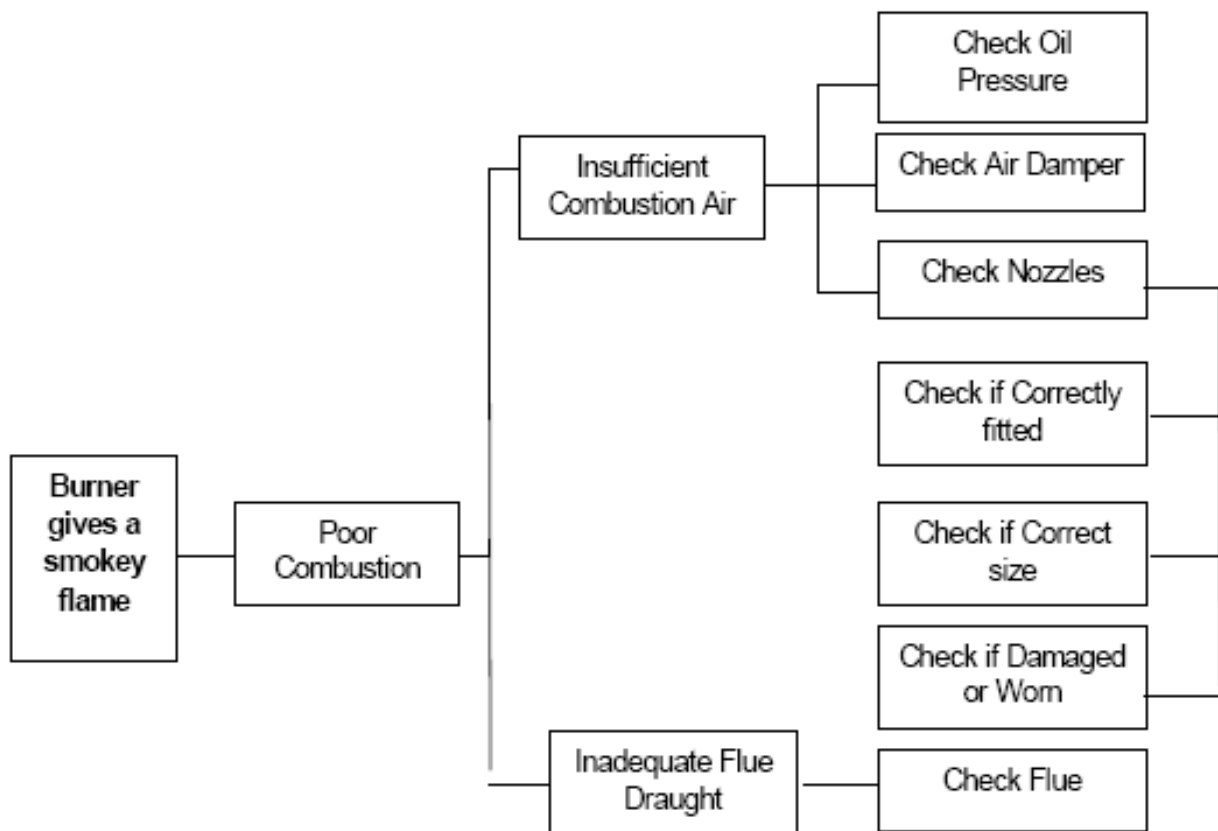 Burner
gives a
smokey
flame
Poor
Combustion
Insufficient
Combustion Air
Check Oil
Pressure
Check Air Damper
Check Nozzles
Check if Correctly
fitted
Check if Correct
size
Check if Damaged
or Worn
Inadequate Flue
Draught
Check Flue